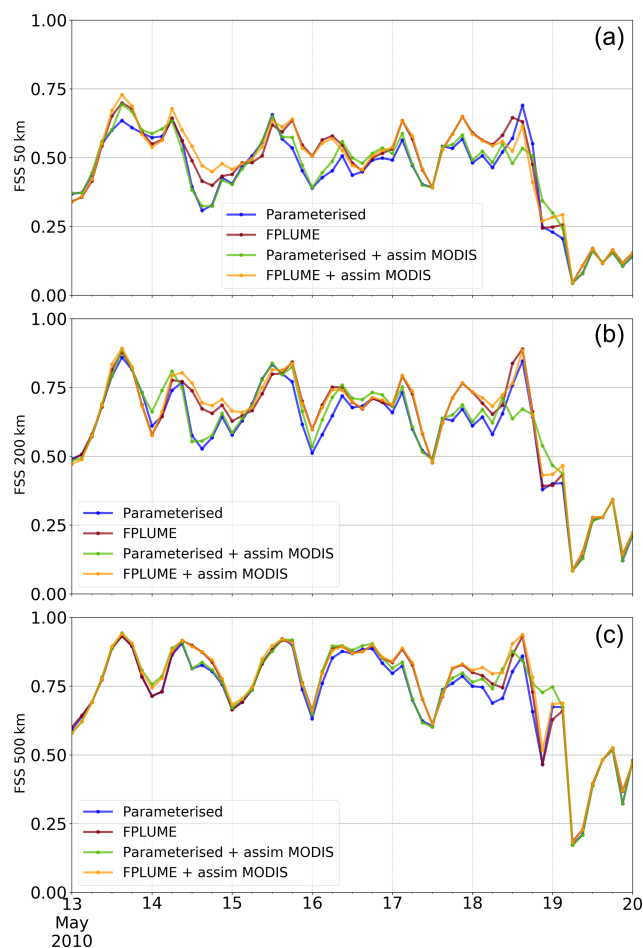 (a)
1.00
0.75
0.50
0.25
0.00
FSS 50 km
Parameterised
FPLUME
Parameterised + assim MODIS
FPLUME + assim MODIS
(b)
1.00
0.75
0.50
0.25
0.00
FSS 200 km
Parameterised
FPLUME
Parameterised + assim MODIS
FPLUME + assim MODIS
(c)
1.00
0.75
0.50
0.25
0.00
FSS 500 km
Parameterised
FPLUME
Parameterised + assim MODIS
FPLUME + assim MODIS
13 14 15 16 17 18 19 20
May
2010